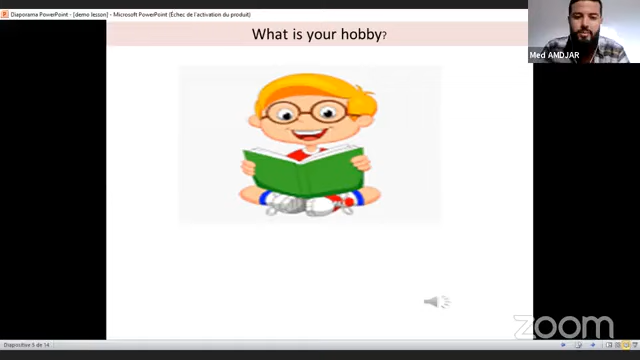 Diaporama PowerPoint - [demo lesson] - Microsoft PowerPoint (Échec de l'activation du produit)
What is your hobby?
Med AMDJAR
zoom
Diapositive 5 de 14